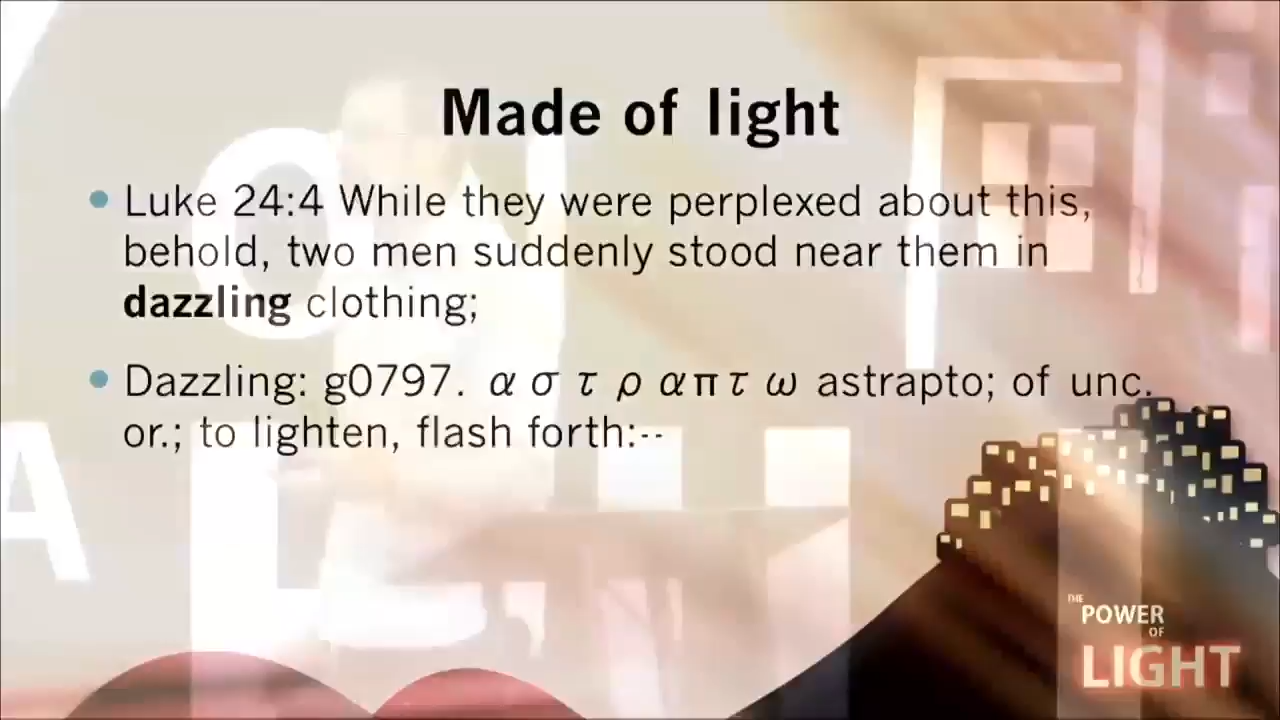 Made of light
• Luke 24:4 While they were perplexed about this,
behold, two men suddenly stood near them in
dazzling clothing;
• Dazzling: g0797. α σ τ ρ α π τ ω astrapto; of unc.
or.; to lighten, flash forth:--
THE
POWER
OF
LIGHT